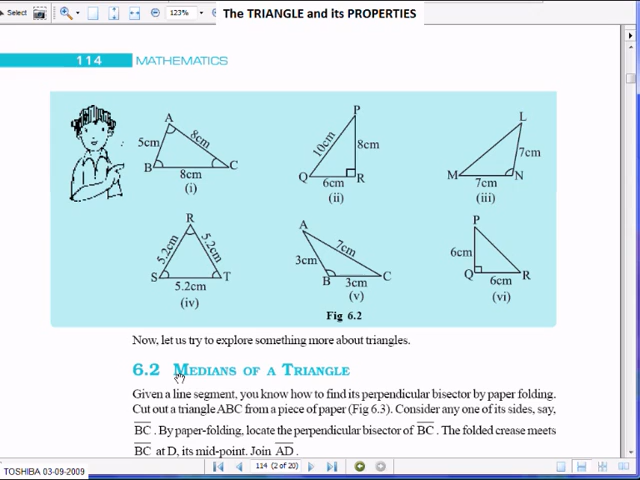 Select
123%
The TRIANGLE and its PROPERTIES
114 MATHEMATICS
A
5cm
8cm
B
C
8cm
(i)
P
10cm
8cm
Q
6cm
R
(ii)
L
7cm
M
7cm
N
(iii)
R
5.2cm
5.2cm
S
T
5.2cm
(iv)
A
7cm
3cm
B
3cm
C
(v)
P
6cm
Q
6cm
R
(vi)
Fig 6.2
Now, let us try to explore something more about triangles.
6.2 MEDIANS OF A TRIANGLE
Given a line segment, you know how to find its perpendicular bisector by paper folding.
Cut out a triangle ABC from a piece of paper (Fig 6.3). Consider any one of its sides, say,
BC. By paper-folding, locate the perpendicular bisector of BC. The folded crease meets
BC at D, its mid-point. Join AD.
TOSHIBA 03-09-2009
114 (2 of 20)